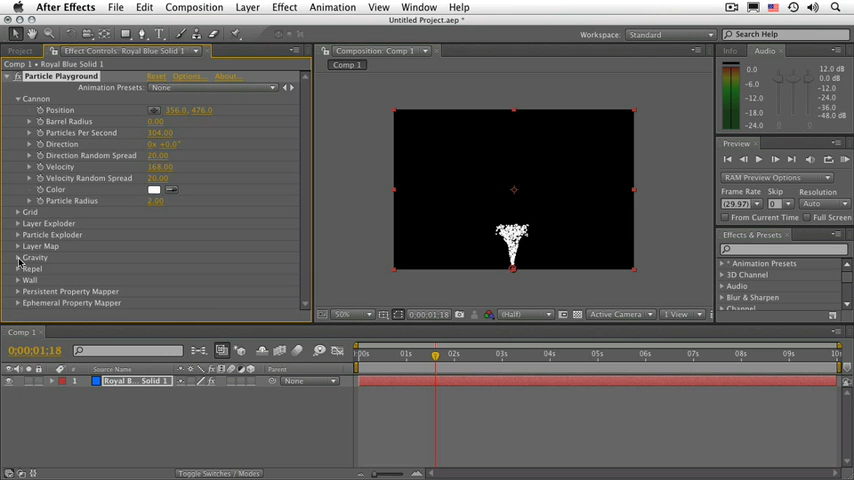 After Effects File Edit Composition Layer Effect Animation View Window Help
Untitled Project.aep *
Workspace: Standard Search Help
Project Effect Controls: Royal Blue Solid 1 Composition: Comp 1 Info Audio
Comp 1 • Royal Blue Solid 1
Comp 1
fx Particle Playground Reset Options... About...
Animation Presets: None
Cannon
Position 356.0, 476.0
Barrel Radius 0.00
Particles Per Second 104.00
Direction 0x +0.0°
Direction Random Spread 20.00
Velocity 168.00
Velocity Random Spread 20.00
Color
Particle Radius 2.00
Grid
Layer Exploder
Particle Exploder
Layer Map
Gravity
Repel
Wall
Persistent Property Mapper
Ephemeral Property Mapper
50% 0;00;01;18 (Half) Active Camera 1 View
0.0 12.0 dB
-6.0 0.0
-12.0 -12.0
-18.0 -24.0
-24.0 -48.0 dB
Preview
RAM Preview Options
Frame Rate Skip Resolution
(29.97) 0 Auto
From Current Time Full Screen
Effects & Presets
* Animation Presets
3D Channel
Audio
Blur & Sharpen
Channel
Comp 1
0;00;01;18
:00s 01s 02s 03s 04s 05s 06s 07s 08s 09s 10s
# Source Name Parent
1 Royal B... Solid 1 None
Toggle Switches / Modes